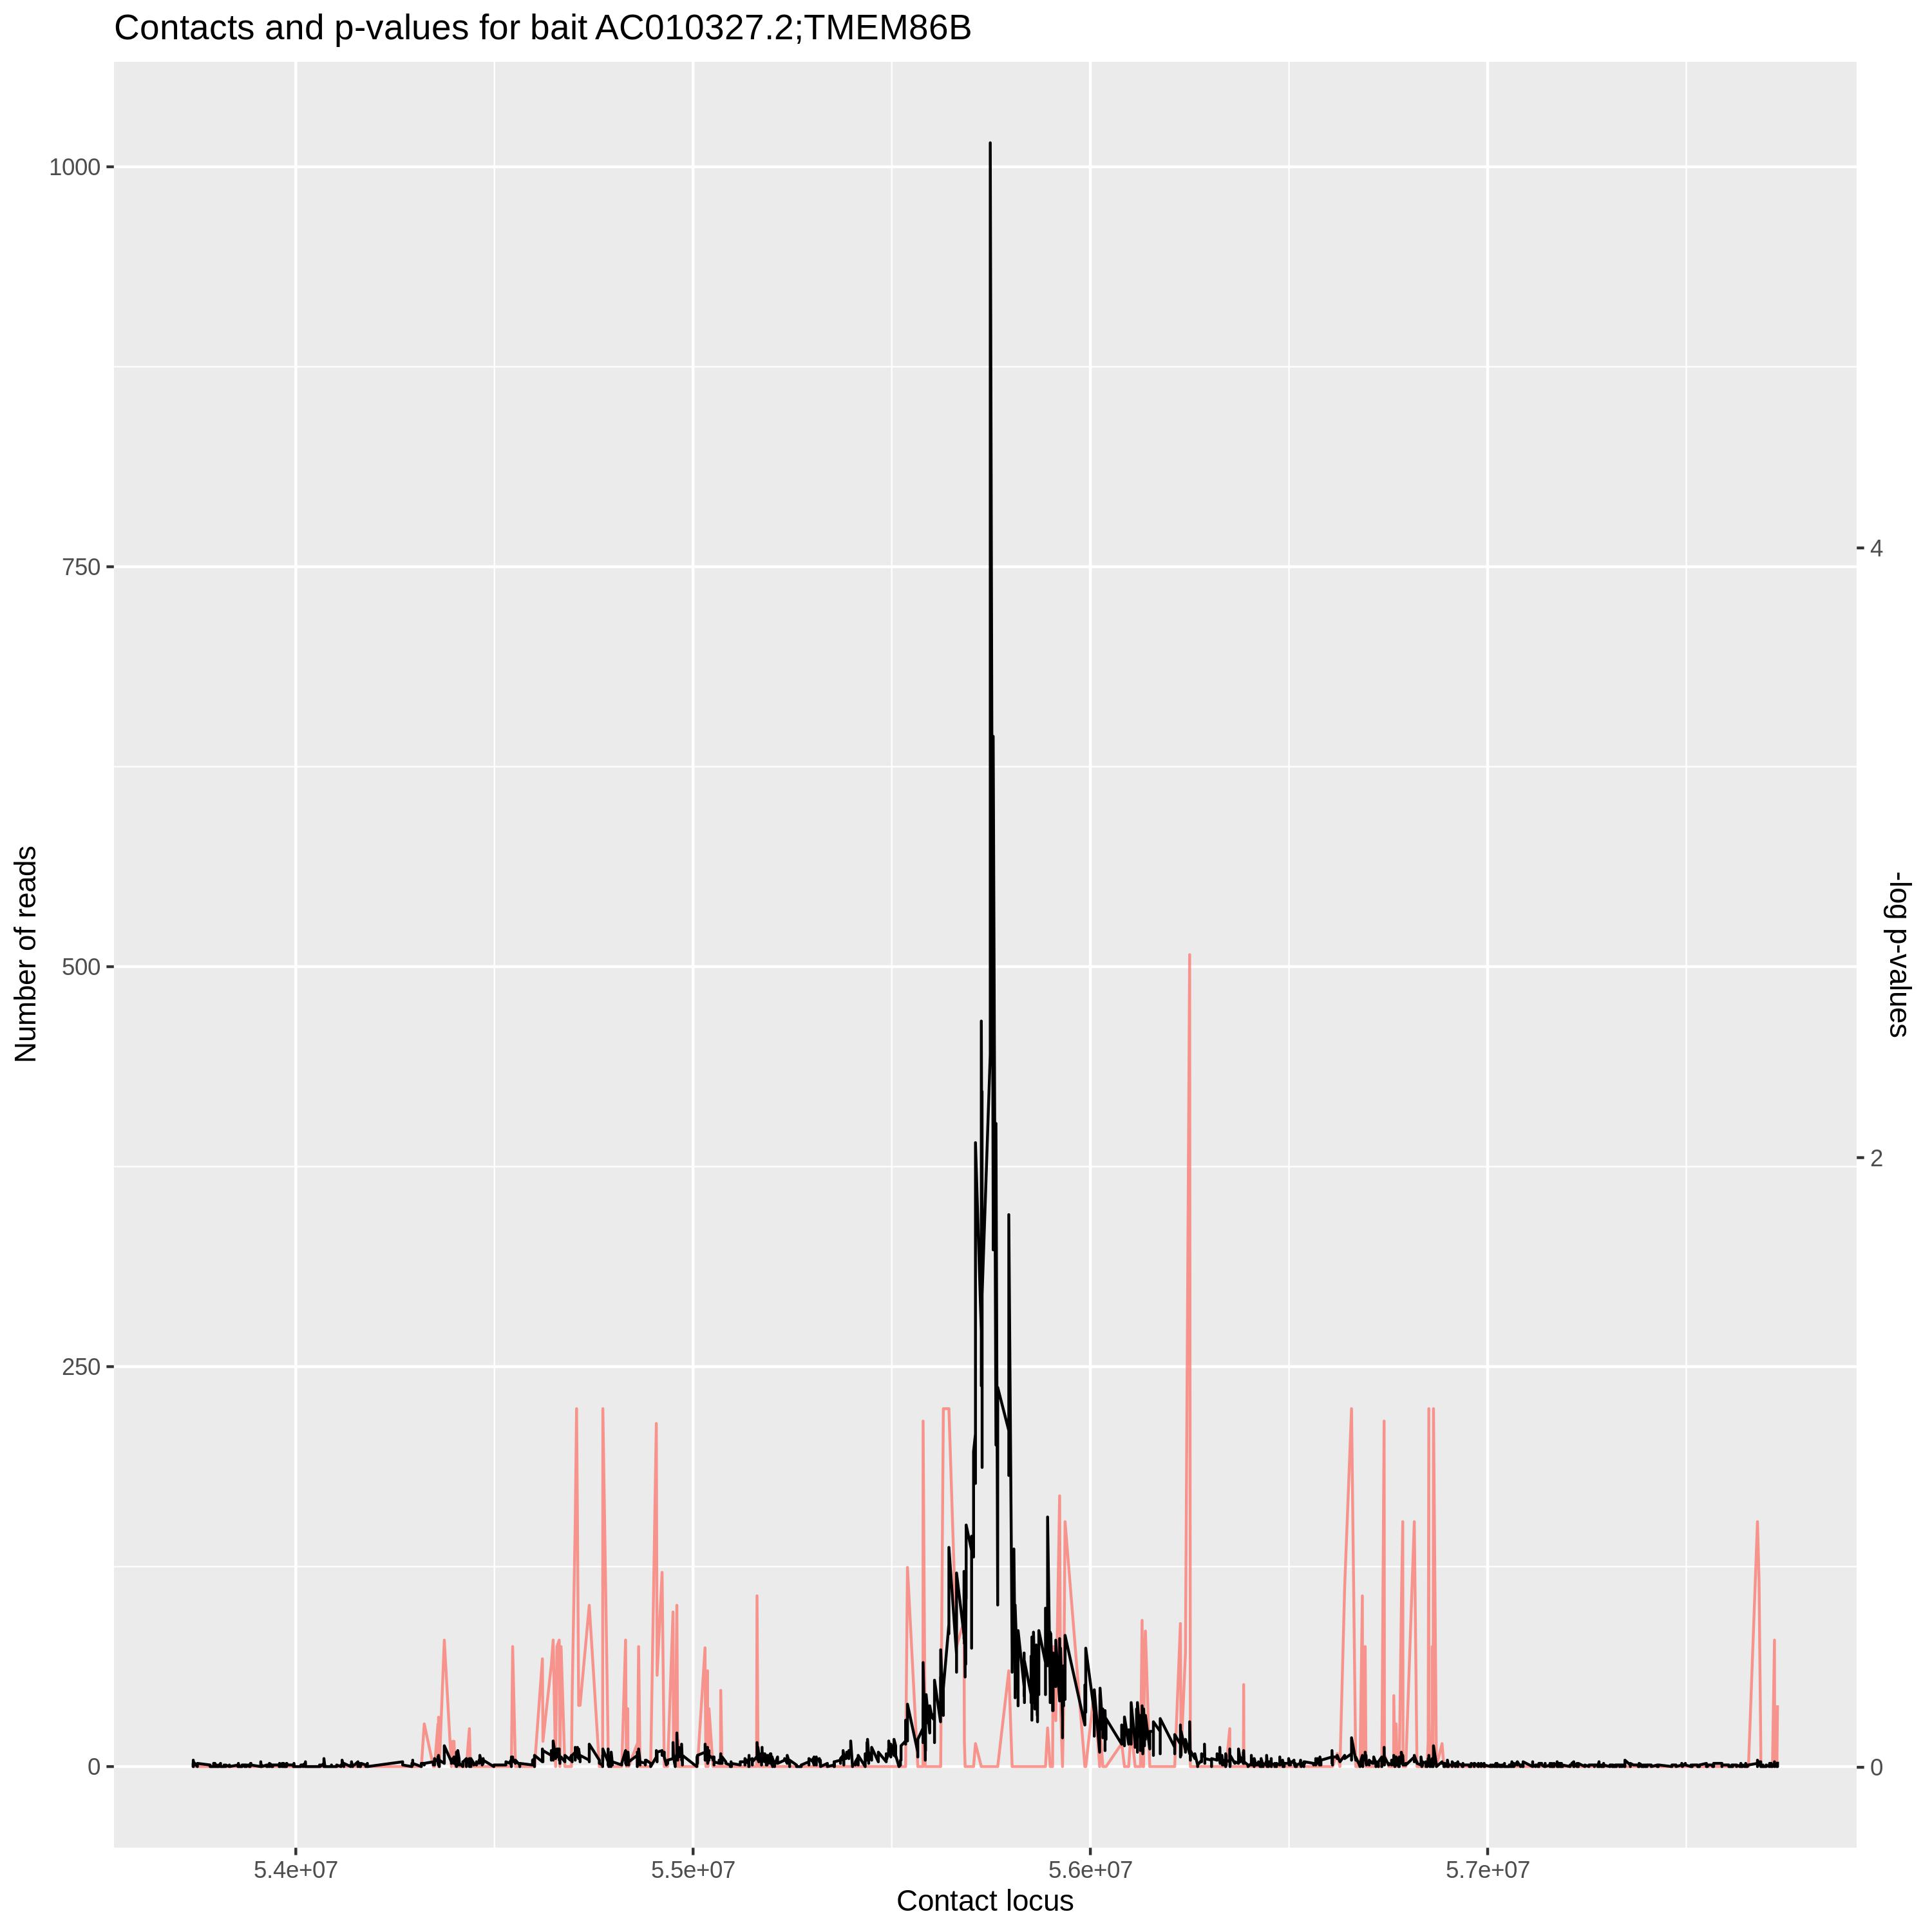 Contacts and p-values for bait AC010327.2;TMEM86B
1000
750
500
250
0
Number of reads
4
2
0
-log p-values
5.4e+07 5.5e+07 5.6e+07 5.7e+07
Contact locus